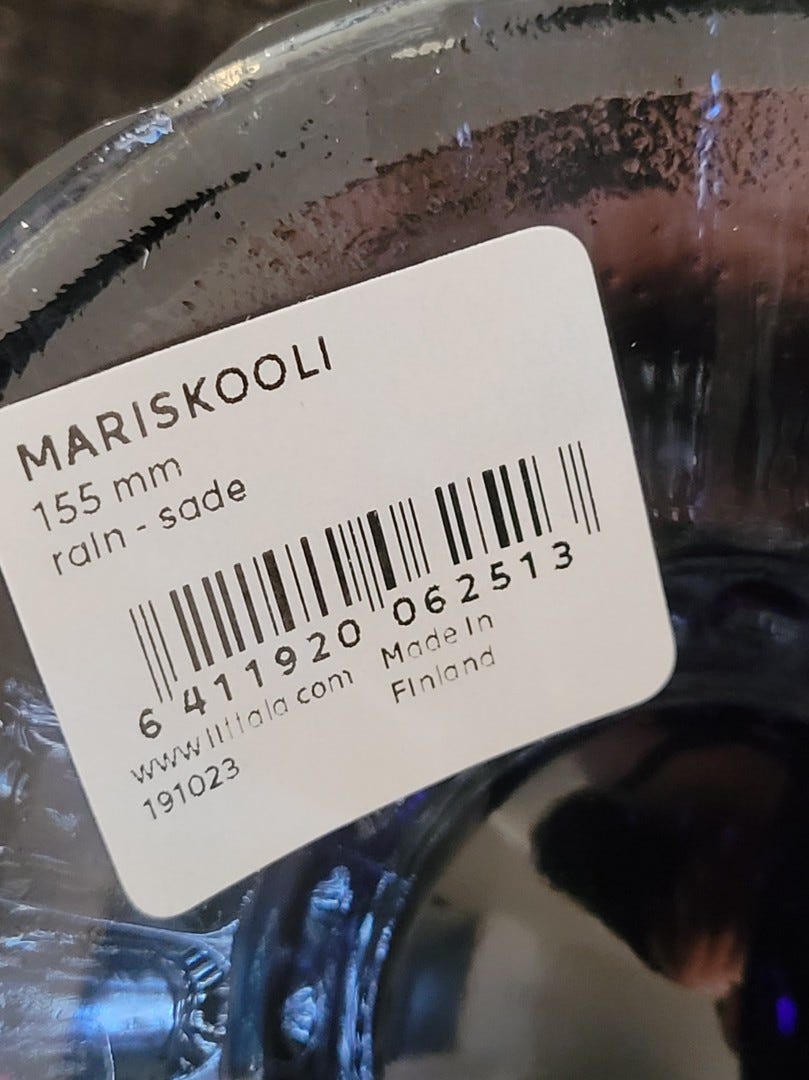 MARISKOOLI
155 mm
rain - sade
6 411920 062513
www.iittala.com Made in
191023 Finland